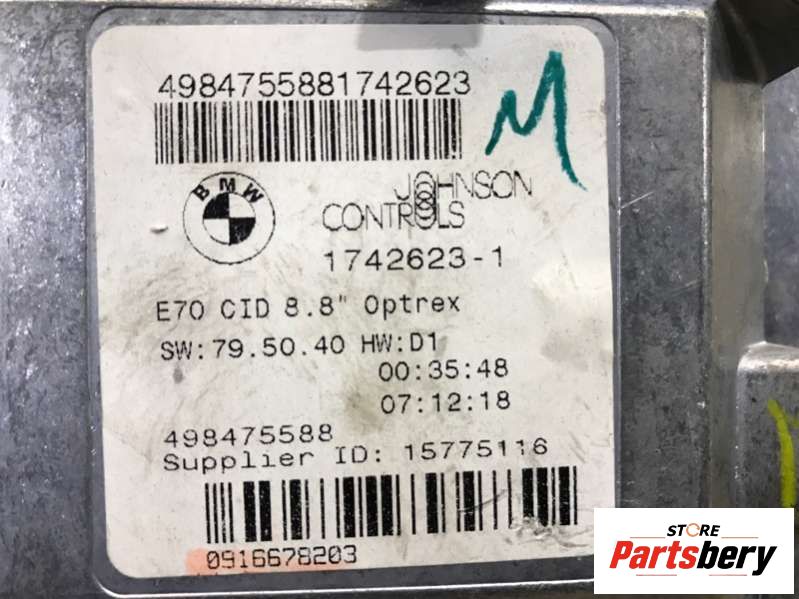 4984755881742623
M
BMW
JOHNSON
CONTROLS
1742623-1
E70 CID 8.8" Optrex
SW:79.50.40 HW:D1
00:35:48
07:12:18
498475588
Supplier ID: 15775116
0916678203
STORE
Partsbery